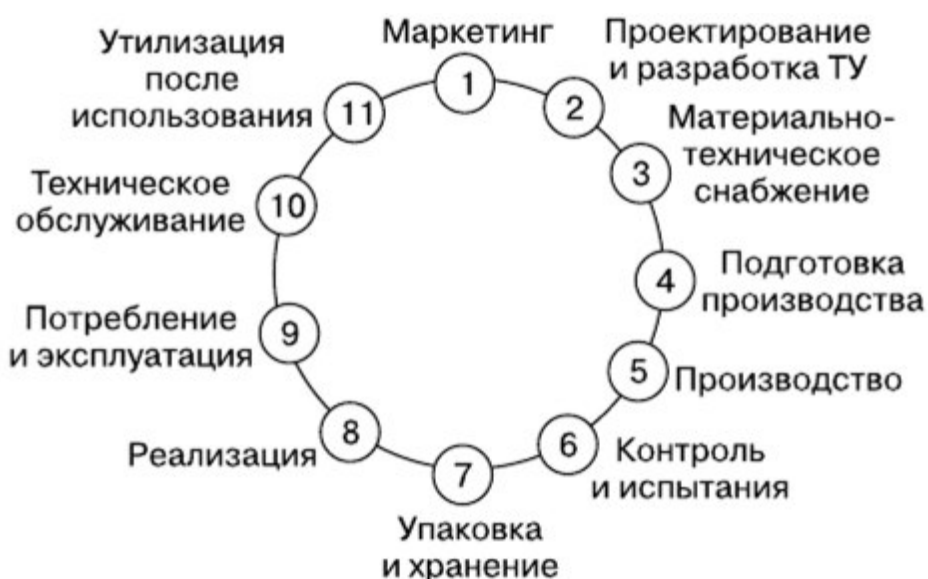 Маркетинг
1
Проектирование
и разработка ТУ
2
Материально-
техническое
снабжение
3
Подготовка
производства
4
Производство
5
Контроль
и испытания
6
Упаковка
и хранение
7
Реализация
8
Потребление
и эксплуатация
9
Техническое
обслуживание
10
Утилизация
после
использования
11